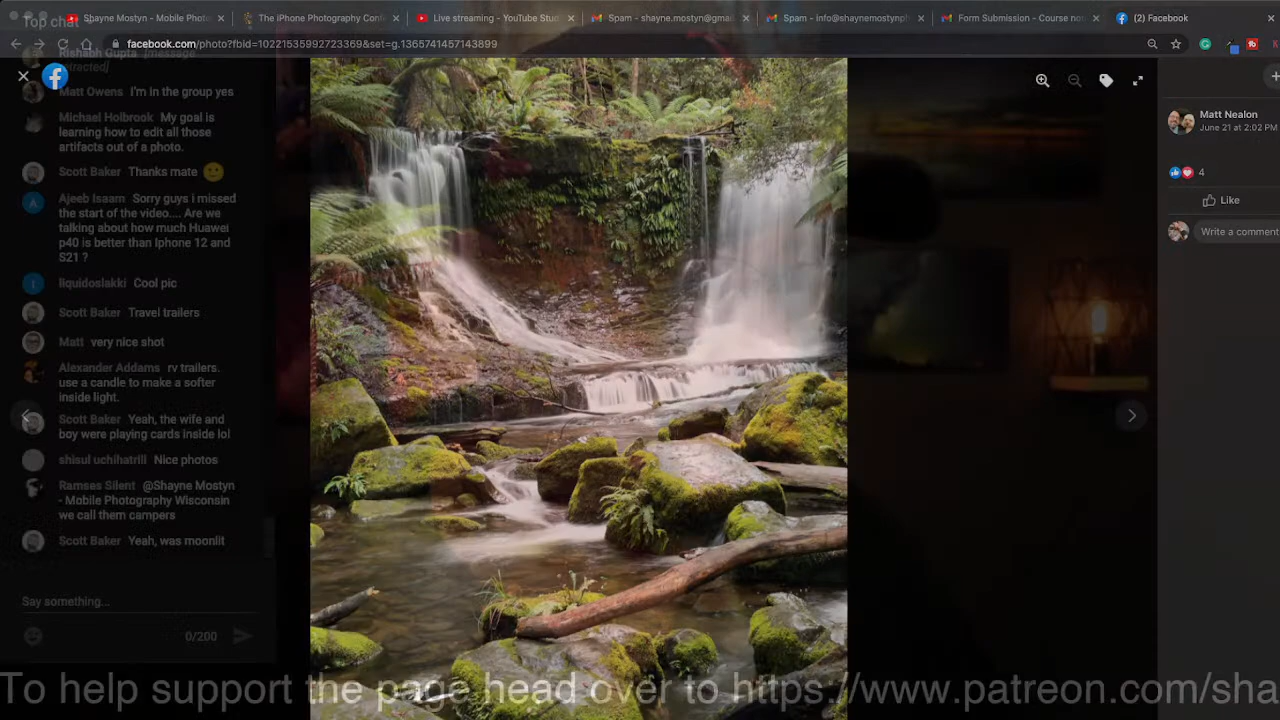 Top chat
Shayne Mostyn - Mobile Photo
The iPhone Photography Conf
Live streaming - YouTube Stud
Spam - shayne.mostyn@gmai
Spam - info@shaynemostynph
Form Submission - Course no
(2) Facebook
facebook.com/photo?fbid=10221535992723369&set=g.1365741457143899
Rishabh Gupta [message
retracted]
Matt Owens I'm in the group yes
Michael Holbrook My goal is
learning how to edit all those
artifacts out of a photo.
Scott Baker Thanks mate
Ajeeb Isaarn Sorry guys i missed
the start of the video.... Are we
talking about how much Huawei
p40 is better than Iphone 12 and
S21 ?
liquidoslakki Cool pic
Scott Baker Travel trailers
Matt very nice shot
Alexander Addams rv trailers.
use a candle to make a softer
inside light.
Scott Baker Yeah, the wife and
boy were playing cards inside lol
shisul uchihatrill Nice photos
Ramses Silent @Shayne Mostyn
- Mobile Photography Wisconsin
we call them campers
Scott Baker Yeah, was moonlit
Say something...
0/200
Matt Nealon
June 21 at 2:02 PM
4
Like
Write a comment
To help support the page head over to https://www.patreon.com/sha